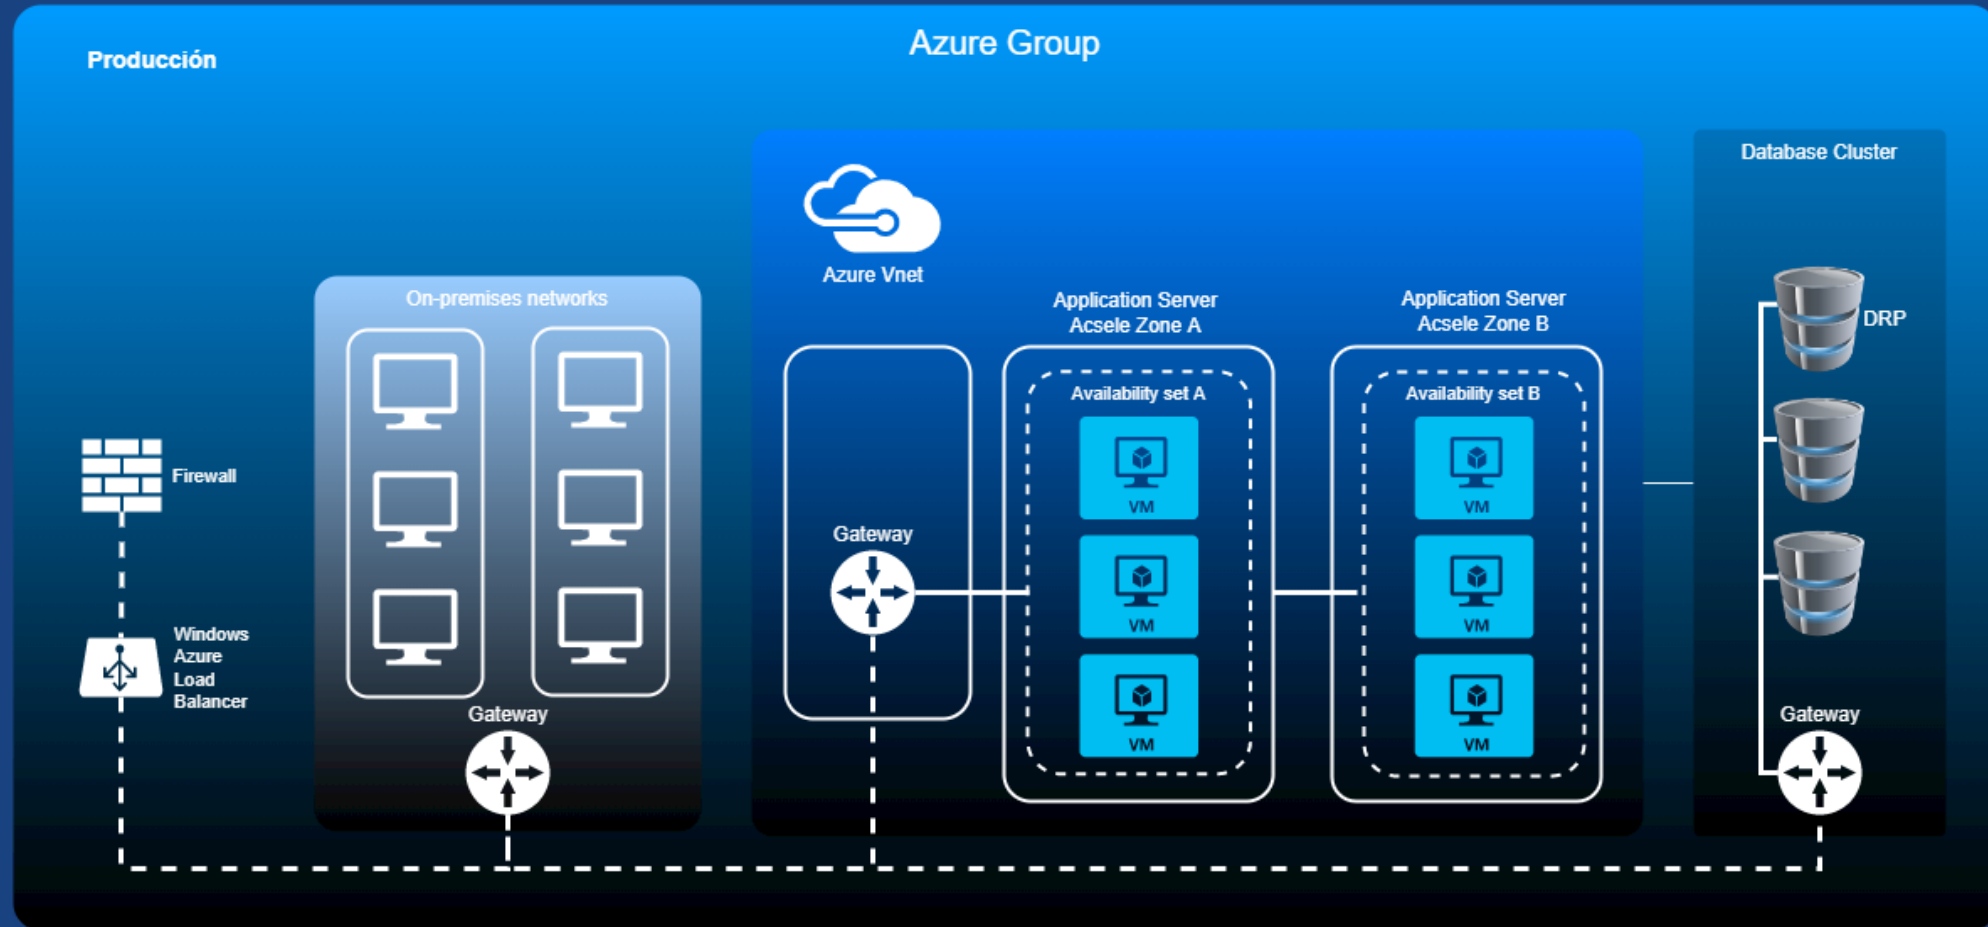 Producción
Azure Group
Database Cluster
Azure Vnet
On-premises networks
Application Server
Acsele Zone A
Application Server
Acsele Zone B
DRP
Availability set A
Availability set B
VM
VM
Firewall
Gateway
VM
VM
Windows
Azure
Load
Balancer
Gateway
Gateway
VM
VM